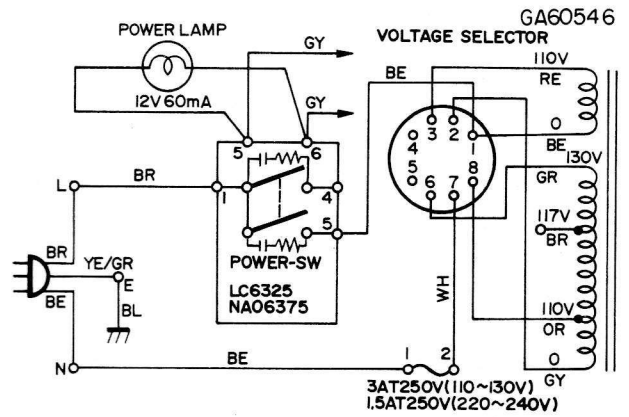 GA60546
POWER LAMP
GY
VOLTAGE SELECTOR
110V
BE
RE
12V 60mA
GY
3 2
O
5 6
4 1
BE
130V
BR
5 8
GR
L
1 4
6 7
117V
BR
5
BR
YE/GR
POWER-SW
E
WH
BE
LC6325
110V
BL
NA06375
OR
1 2
O
N
BE
GY
3AT250V(110~130V)
1.5AT250V(220~240V)